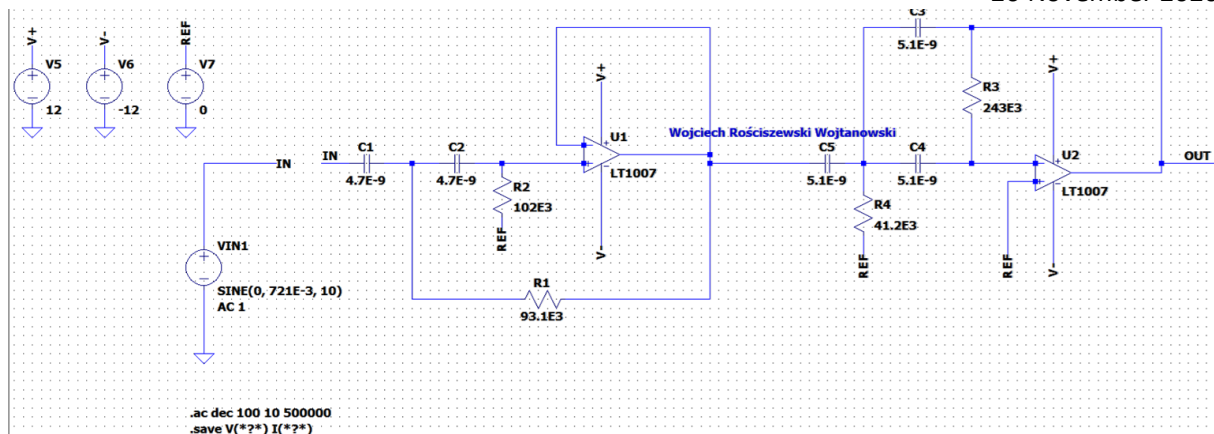 V+
V-
REF
V5
V6
V7
12
-12
0
C3
5.1E-9
V+
V+
R3
243E3
U1
Wojciech Rościszewski Wojtanowski
IN
IN
C1
C2
C5
C4
U2
OUT
4.7E-9
4.7E-9
LT1007
5.1E-9
5.1E-9
LT1007
R2
102E3
R4
41.2E3
REF
V-
REF
REF
V-
VIN1
R1
SINE(0, 721E-3, 10)
93.1E3
AC 1
.ac dec 100 10 500000
.save V(*?*) I(*?*)